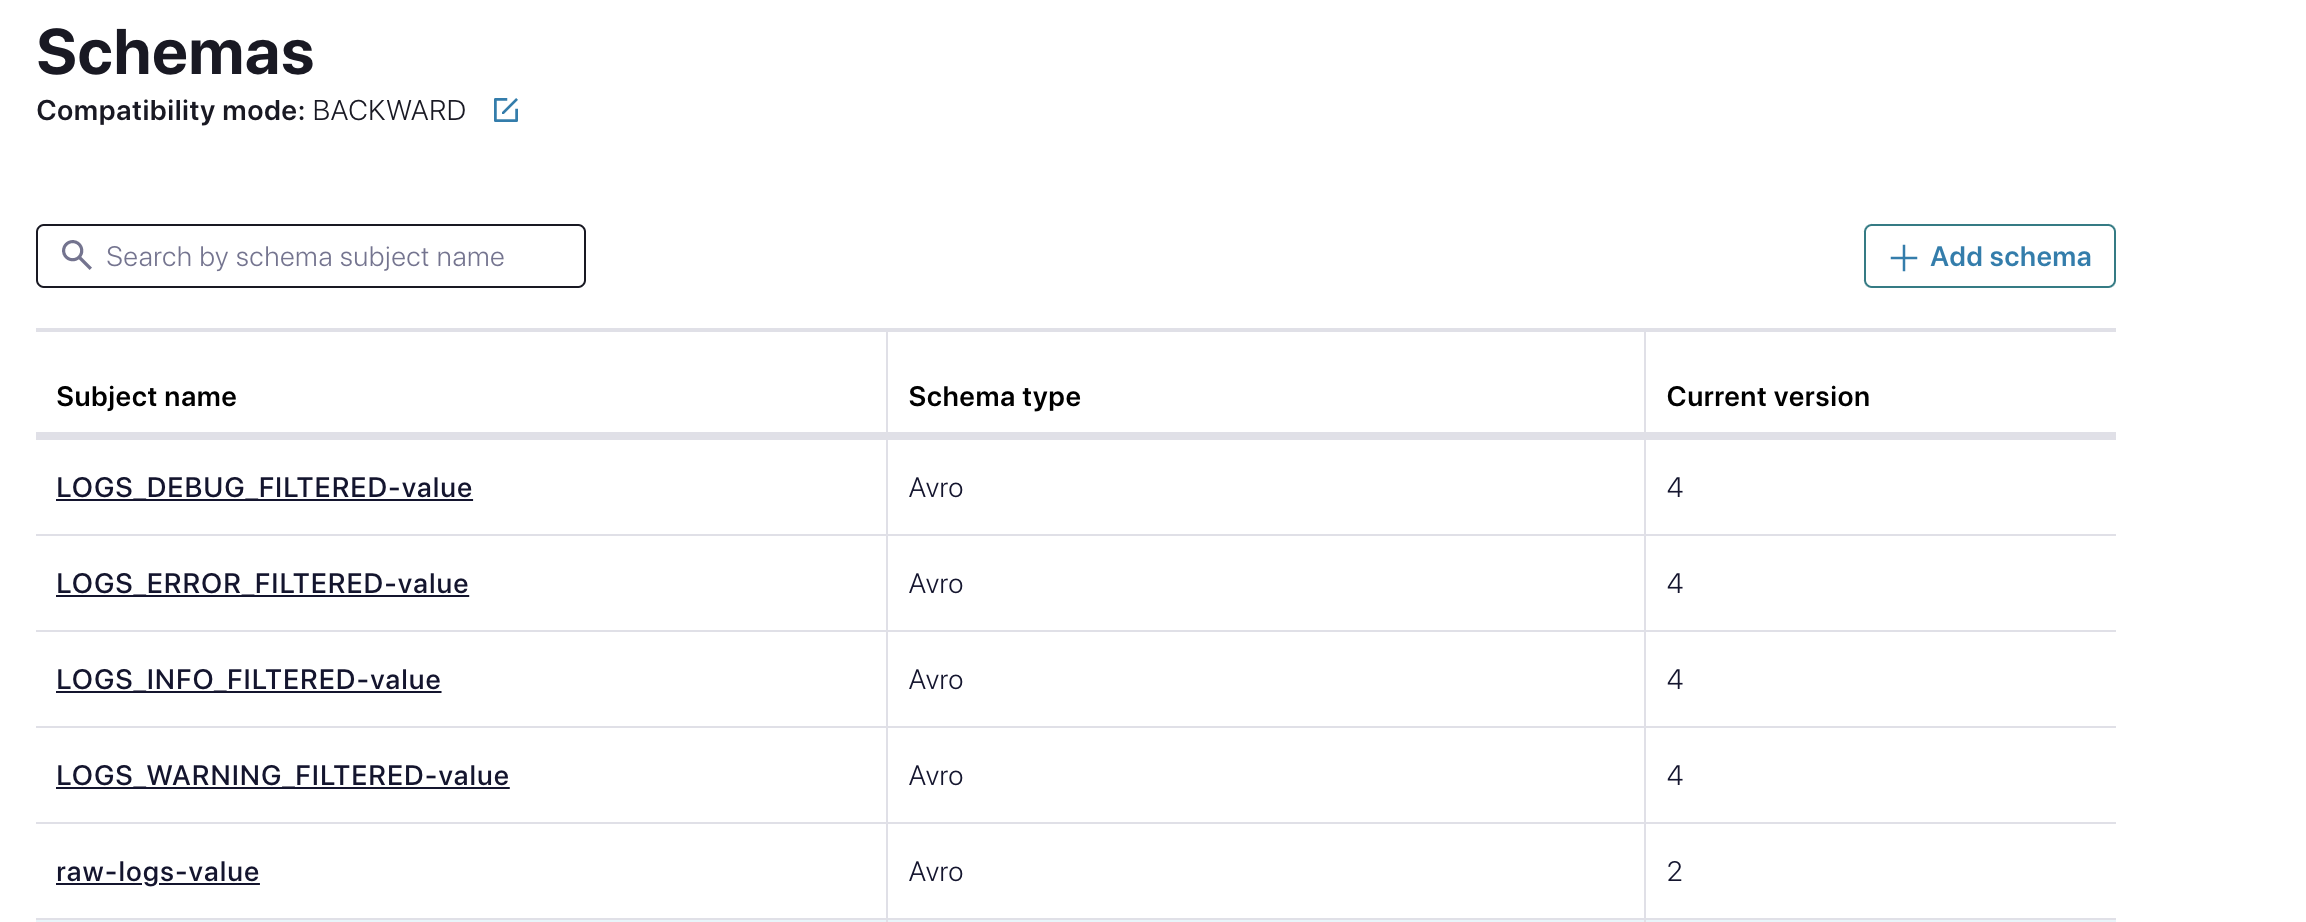 Schemas
Compatibility mode: BACKWARD
Search by schema subject name
Add schema
Subject name Schema type Current version
LOGS_DEBUG_FILTERED-value Avro 4
LOGS_ERROR_FILTERED-value Avro 4
LOGS_INFO_FILTERED-value Avro 4
LOGS_WARNING_FILTERED-value Avro 4
raw-logs-value Avro 2